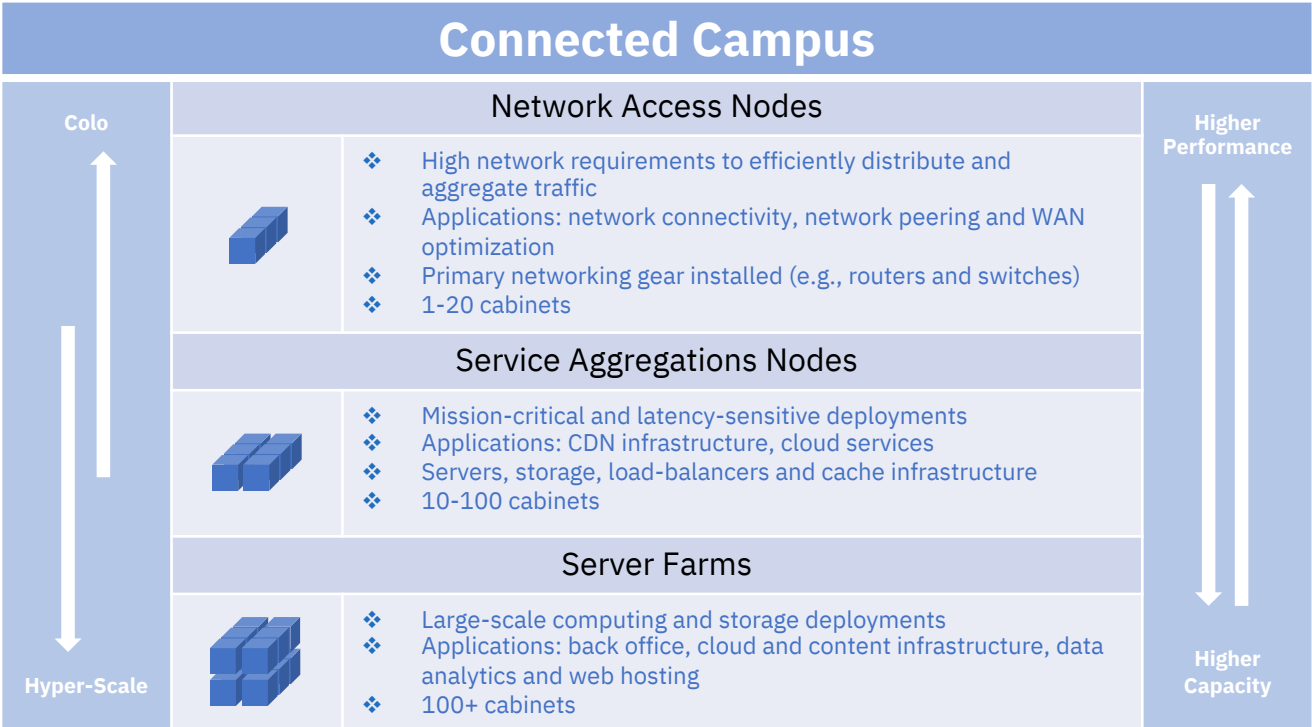 Connected Campus
Colo
Hyper-Scale
Network Access Nodes
❖ High network requirements to efficiently distribute and
aggregate traffic
❖ Applications: network connectivity, network peering and WAN
optimization
❖ Primary networking gear installed (e.g., routers and switches)
❖ 1-20 cabinets
Service Aggregations Nodes
❖ Mission-critical and latency-sensitive deployments
❖ Applications: CDN infrastructure, cloud services
❖ Servers, storage, load-balancers and cache infrastructure
❖ 10-100 cabinets
Server Farms
❖ Large-scale computing and storage deployments
❖ Applications: back office, cloud and content infrastructure, data
analytics and web hosting
❖ 100+ cabinets
Higher
Performance
Higher
Capacity